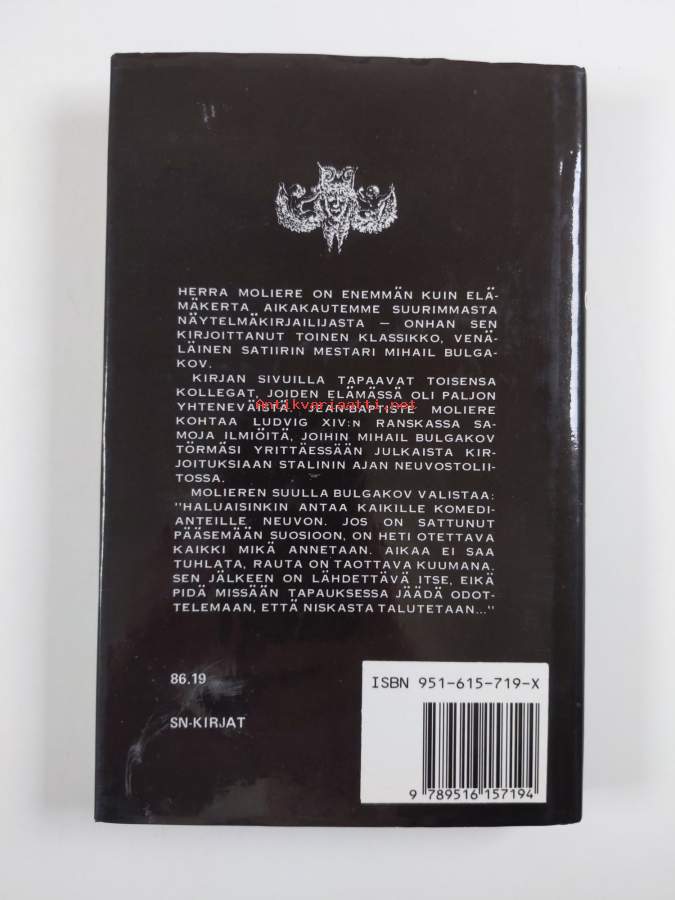 HERRA MOLIERE ON ENEMMÄN KUIN ELÄ-
MÄKERTA AIKAKAUTEMME SUURIMMASTA
NÄYTELMÄKIRJAILIJASTA — ONHAN SEN
KIRJOITTANUT TOINEN KLASSIKKO, VENÄ-
LÄINEN SATIIRIN MESTARI MIHAIL BULGA-
KOV.
KIRJAN SIVUILLA TAPAAVAT TOISENSA
KOLLEGAT, JOIDEN ELÄMÄSSÄ OLI PALJON
Antikvariaatti.net
YHTENEVÄISTÄ. JEAN-BAPTISTE MOLIERE
KOHTAA LUDVIG XIV:N RANSKASSA SA-
MOJA ILMIÖITÄ, JOIHIN MIHAIL BULGAKOV
TÖRMÄSI YRITTÄESSÄÄN JULKAISTA KIR-
JOITUKSIAAN STALININ AJAN NEUVOSTOLII-
TOSSA.
MOLIEREN SUULLA BULGAKOV VALISTAA:
"HALUAISINKIN ANTAA KAIKILLE KOMEDI-
ANTEILLE NEUVON. JOS ON SATTUNUT
PÄÄSEMÄÄN SUOSIOON, ON HETI OTETTAVA
KAIKKI MIKÄ ANNETAAN. AIKAA EI SAA
TUHLATA, RAUTA ON TAOTTAVA KUUMANA.
SEN JÄLKEEN ON LÄHDETTÄVÄ ITSE, EIKÄ
PIDÄ MISSÄÄN TAPAUKSESSA JÄÄDÄ ODOT-
TELEMAAN, ETTÄ NISKASTA TALUTETAAN..."
86.19
SN-KIRJAT
ISBN 951-615-719-X
9 789516 157194